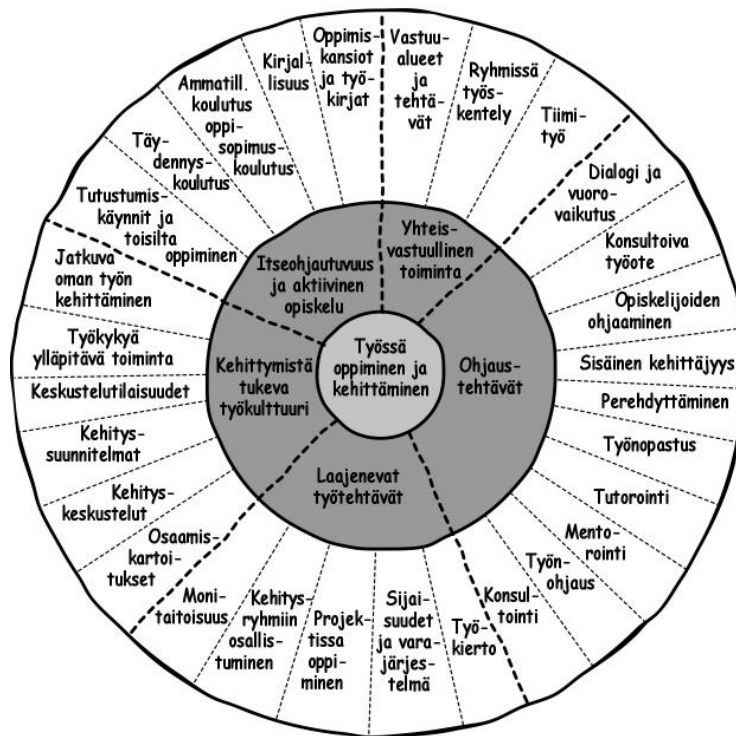 Työssä
oppiminen ja
kehittäminen
Yhteis-
vastuullinen
toiminta
Ohjaus-
tehtävät
Laajenevat
työtehtävät
Kehittymistä
tukeva
työkulttuuri
Itseohjautuvuus
ja aktiivinen
opiskelu
Vastuu-
alueet
ja
tehtä-
vät
Ryhmissä
työs-
kentely
Tiimi-
työ
Dialogi ja
vuoro-
vaikutus
Konsultoiva
työote
Opiskelijoiden
ohjaaminen
Sisäinen kehittäjyys
Perehdyttäminen
Työnopastus
Tutorointi
Mento-
rointi
Työn-
ohjaus
Konsul-
tointi
Työ-
kierto
Sijai-
suudet
ja vara-
järjes-
telmä
Projek-
tissa
oppi-
minen
Kehitys-
ryhmiin
osallis-
tuminen
Moni-
taitoisuus
Osaamis-
kartoi-
tukset
Kehitys-
keskustelut
Kehitys-
suunnitelmat
Keskustelutilaisuudet
Työkykyä
ylläpitävä toiminta
Jatkuva
oman työn
kehittäminen
Tutustumis-
käynnit ja
toisilta
oppiminen
Täy-
dennys-
koulutus
Ammatill.
koulutus
oppi-
sopimus-
koulutus
Kirjal-
lisuus
Oppimis-
kansiot
ja työ-
kirjat